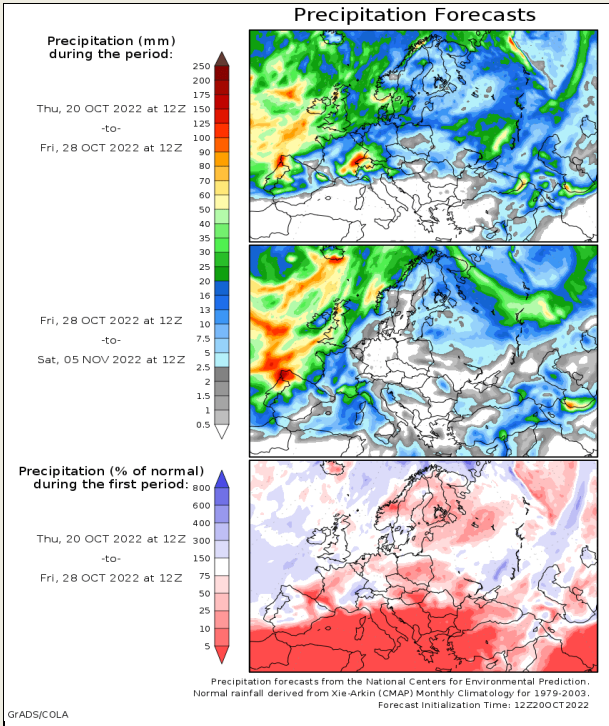 Precipitation Forecasts
Precipitation (mm)
during the period:
Thu, 20 OCT 2022 at 12Z
-to-
Fri, 28 OCT 2022 at 12Z
250
200
175
150
125
100
90
80
70
60
50
40
35
30
25
20
16
13
10
7.5
5
2.5
2
1.5
1
0.5
Fri, 28 OCT 2022 at 12Z
-to-
Sat, 05 NOV 2022 at 12Z
Precipitation (% of normal)
during the first period:
Thu, 20 OCT 2022 at 12Z
-to-
Fri, 28 OCT 2022 at 12Z
800
600
400
300
150
75
50
25
10
5
Precipitation forecasts from the National Centers for Environmental Prediction.
Normal rainfall derived from Xie-Arkin (CMAP) Monthly Climatology for 1979-2003.
Forecast Initialization Time: 12Z20OCT2022
GrADS/COLA